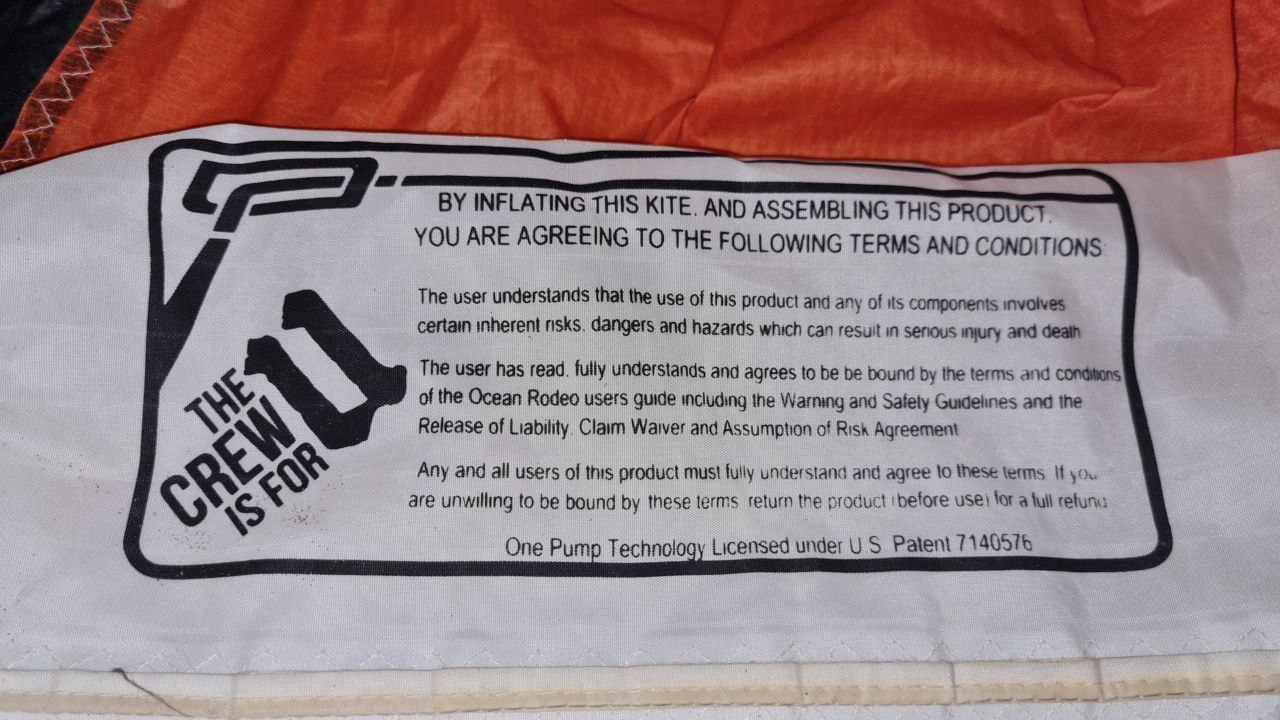 BY INFLATING THIS KITE, AND ASSEMBLING THIS PRODUCT,
YOU ARE AGREEING TO THE FOLLOWING TERMS AND CONDITIONS
The user understands that the use of this product and any of its components involves
certain inherent risks, dangers and hazards which can result in serious injury and death
The user has read, fully understands and agrees to be be bound by the terms and conditions
of the Ocean Rodeo users guide including the Warning and Safety Guidelines and the
Release of Liability, Claim Waiver and Assumption of Risk Agreement
Any and all users of this product must fully understand and agree to these terms. If you
are unwilling to be bound by these terms, return the product (before use) for a full refund
One Pump Technology Licensed under U.S. Patent 7140576
THE
CREW
IS FOR
U